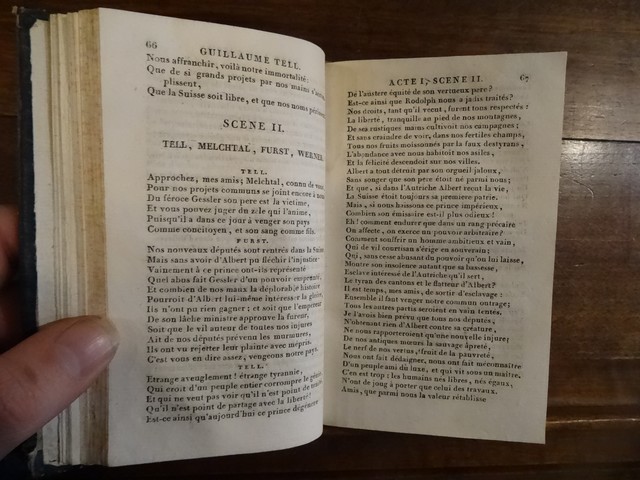 66
GUILLAUME TELL.
Nous affranchir, voilà notre immortalité:
Que de si grands projets par nos mains s'accom-
plissent,
Que la Suisse soit libre, et que nos noms périssent
SCENE II.
TELL, MELCHTAL, FURST, WERNER.
TELL.
Approchez, mes amis; Melchtal, connu de vous
Pour nos projets communs se joint encore à nous
Du féroce Gessler son pere est la victime,
Et vous pouvez juger du zele qui l'anime,
Puisqu'il a dans ce jour à venger son pays
Comme concitoyen, et son sang comme fils.
FURST.
Nos nouveaux députés sont rentrés dans la Suisse
Mais sans avoir d'Albert pu fléchir l'injustice
Vainement à ce prince ont-ils représenté
Quel abus fait Gessler d'un pouvoir emprunté,
Et combien de nos maux la déplorable histoire
Pourroit d'Albert lui-même intéresser la gloire,
Ils n'ont pu rien gagner; et soit que l'empereur
De son lâche ministre approuve la fureur,
Soit que le vil auteur de toutes nos injures
Ait de nos députés prévenu les murmures,
Ils ont vu rejeter leur plainte avec mépris.
C'est vous en dire assez, vengeons notre pays.
TELL.
Etrange aveuglement! étrange tyrannie,
Qui croit d'un peuple entier corrompre le génie
Et qui ne veut pas voir qu'il n'est point de
Qu'il n'est point de partage avec la liberté!
Est-ce ainsi qu'aujourd'hui ce prince dégénere
ACTE I, SCENE II. 67
De l'austere équité de son vertueux pere?
Est-ce ainsi que Rodolph nous a jadis traités?
Nos droits, tant qu'il vécut, furent tous respectés:
La liberté, tranquille au pied de nos montagnes,
De ses rustiques mains cultivoit nos campagnes;
Et sans craindre de voir, dans nos fertiles champs,
Tous nos fruits moissonnés par la faux des tyrans,
L'abondance avec nous habitoit nos asiles,
Et la félicité descendoit sur nos villes.
Albert a tout détruit par son orgueil jaloux,
Sans songer que son pere étoit né parmi nous;
Et que, si dans l'Autriche Albert reçut la vie,
La Suisse étoit toujours sa premiere patrie.
Mais, si nous haïssons ce prince impérieux,
Combien son émissaire est-il plus odieux!
Eh! comment endurer que dans un rang précaire
On affecte, on exerce un pouvoir arbitraire?
Comment souffrir un homme ambitieux et vain,
Qui de vil courtisan s'érige en souverain;
Qui, sans cesse abusant du pouvoir qu'on lui laisse,
Montre son insolence autant que sa bassesse,
Esclave intéressé de l'Autriche qu'il sert,
Le tyran des cantons et le flatteur d'Albert?
Il est temps, mes amis, de sortir d'esclavage:
Ensemble il faut venger notre commun outrage;
Tous les autres partis seroient en vain tentés.
Je l'avois bien prévu que tous nos députés,
N'obtenant rien d'Albert contre sa créature,
Ne nous rapporteroient qu'une nouvelle injure;
De nos antiques mœurs la sauvage âpreté,
Le nerf de nos vertus, fruit de la pauvreté,
Nous ont fait dédaigner, nous ont fait méconnoître
D'un peuple ami du luxe, et qui vit sous un maître.
C'en est trop: les humains nés libres, nés égaux,
N'ont de joug à porter que celui des travaux.
Amis, que parmi nous la valeur rétablisse